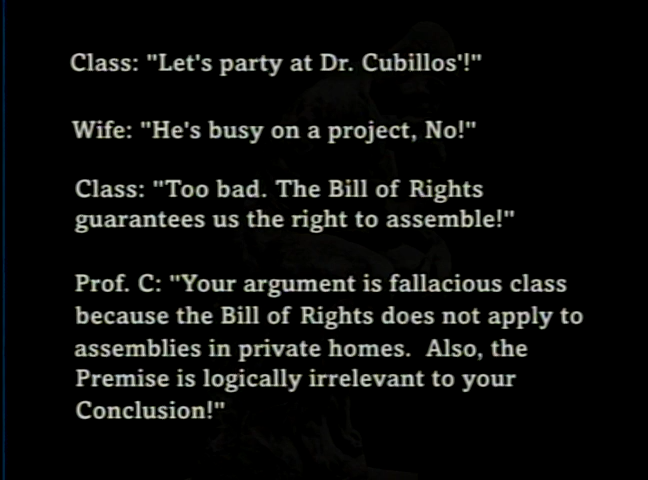 Class: "Let's party at Dr. Cubillos'!"
Wife: "He's busy on a project, No!"
Class: "Too bad. The Bill of Rights
guarantees us the right to assemble!"
Prof. C: "Your argument is fallacious class
because the Bill of Rights does not apply to
assemblies in private homes.  Also, the
Premise is logically irrelevant to your
Conclusion!"